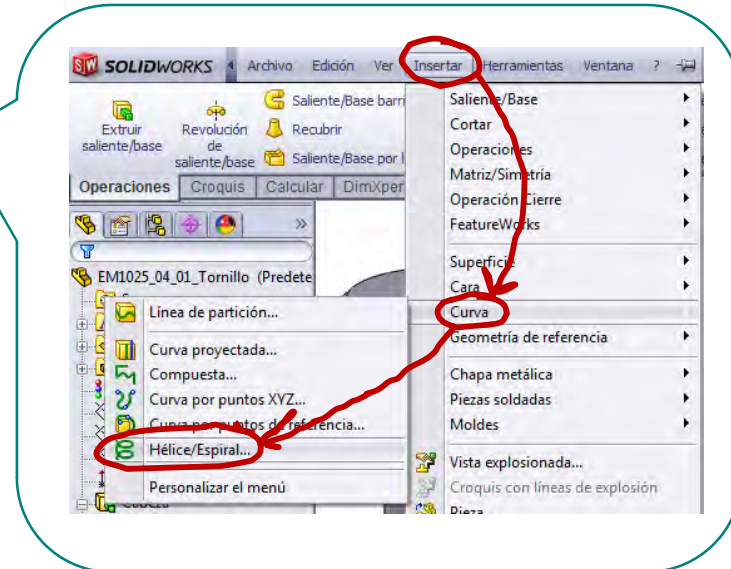 SOLIDWORKS Archivo Edición Ver Insertar Herramientas Ventana ?
Extruir
saliente/base
Revolución
de
saliente/base
Saliente/Base barri
Recubrir
Saliente/Base por l
Operaciones Croquis Calcular DimXper
EM1025_04_01_Tornillo (Predete
Saliente/Base
Cortar
Operaciones
Matriz/Simetría
Operación Cierre
FeatureWorks
Superficie
Cara
Curva
Geometría de referencia
Chapa metálica
Piezas soldadas
Moldes
Vista explosionada...
Croquis con líneas de explosión
Pieza
Línea de partición...
Curva proyectada...
Compuesta...
Curva por puntos XYZ...
Curva por puntos de referencia...
Hélice/Espiral...
Personalizar el menú
Cabeza